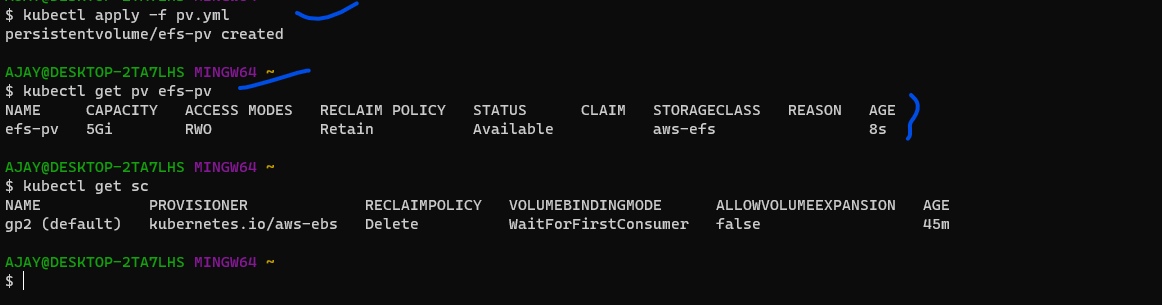 $ kubectl apply -f pv.yml
persistentvolume/efs-pv created
AJAY@DESKTOP-2TA7LHS MINGW64 ~
$ kubectl get pv efs-pv
NAME CAPACITY ACCESS MODES RECLAIM POLICY STATUS CLAIM STORAGECLASS REASON AGE
efs-pv 5Gi RWO Retain Available aws-efs 8s
AJAY@DESKTOP-2TA7LHS MINGW64 ~
$ kubectl get sc
NAME PROVISIONER RECLAIMPOLICY VOLUMEBINDINGMODE ALLOWVOLUMEEXPANSION AGE
gp2 (default) kubernetes.io/aws-ebs Delete WaitForFirstConsumer false 45m
AJAY@DESKTOP-2TA7LHS MINGW64 ~
$